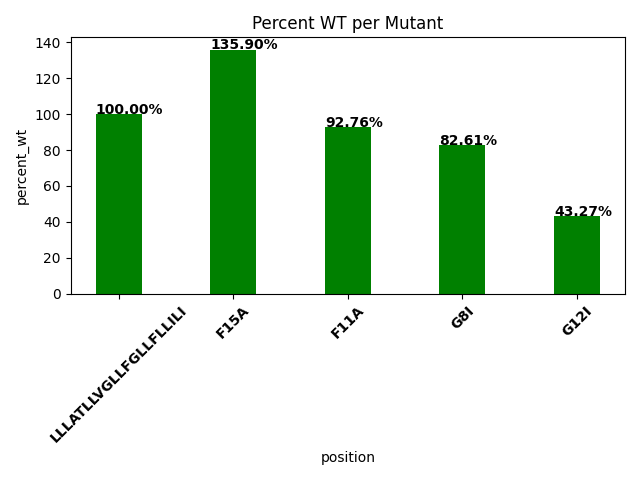 Percent WT per Mutant
percent_wt
140
120
100
80
60
40
20
0
100.00%
135.90%
92.76%
82.61%
43.27%
LLLATLLVGLLFGLLFLLILI
F15A
F11A
G8I
G12I
position